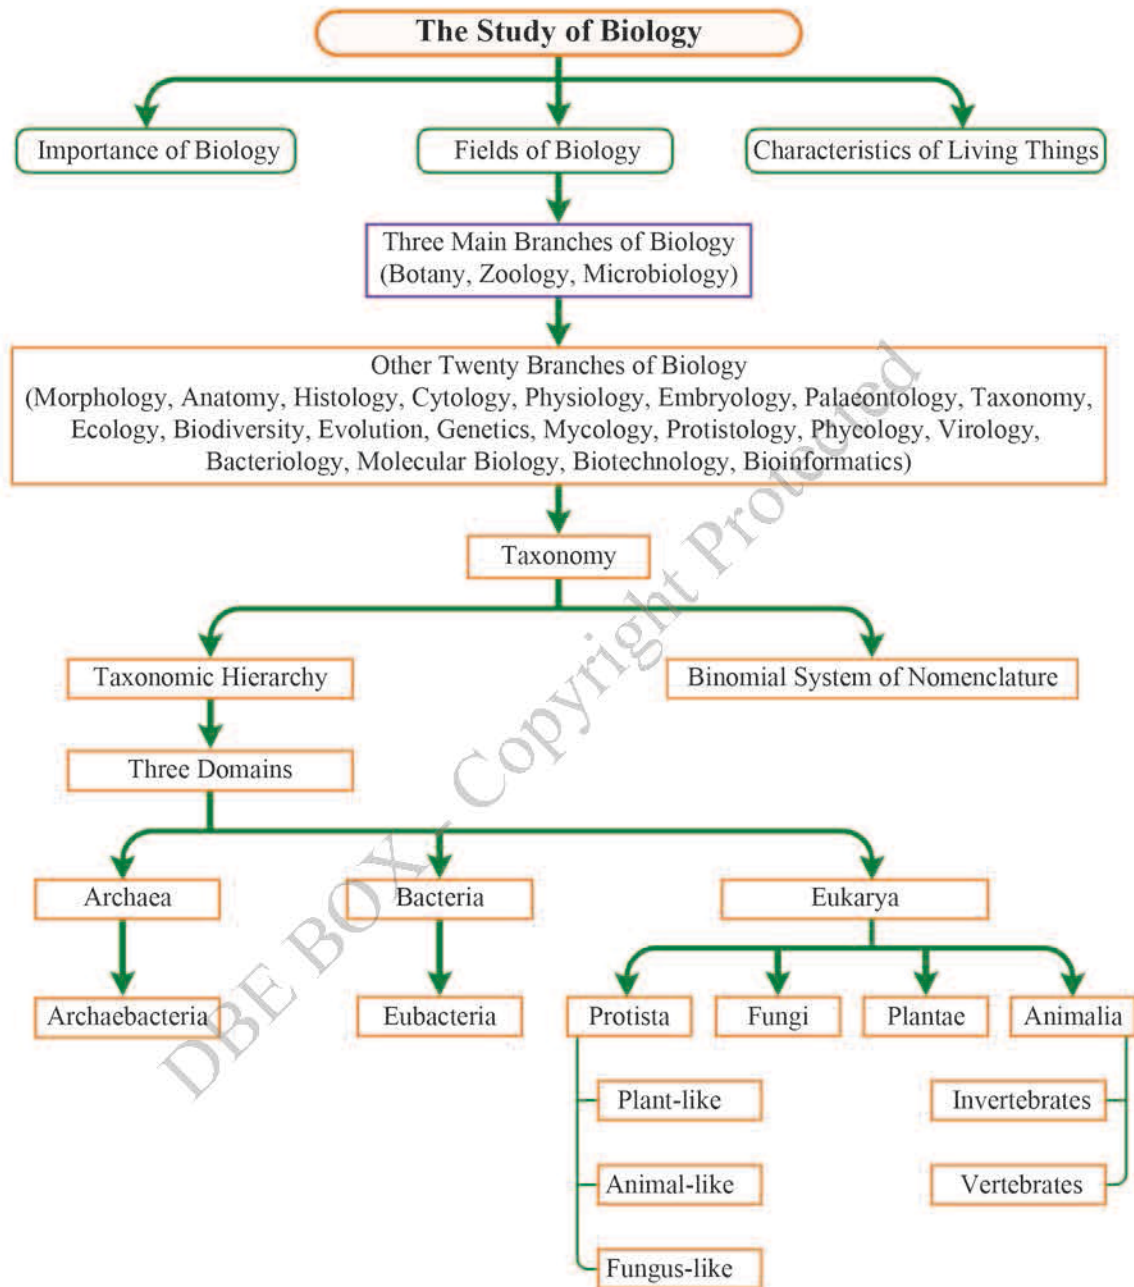 The Study of Biology
Importance of Biology
Fields of Biology
Characteristics of Living Things
Three Main Branches of Biology
(Botany, Zoology, Microbiology)
Other Twenty Branches of Biology
(Morphology, Anatomy, Histology, Cytology, Physiology, Embryology, Palaeontology, Taxonomy,
Ecology, Biodiversity, Evolution, Genetics, Mycology, Protistology, Phycology, Virology,
Bacteriology, Molecular Biology, Biotechnology, Bioinformatics)
Taxonomy
Taxonomic Hierarchy
Binomial System of Nomenclature
Three Domains
Archaea
Bacteria
Eukarya
Archaebacteria
Eubacteria
Protista
Fungi
Plantae
Animalia
Plant-like
Invertebrates
Animal-like
Vertebrates
Fungus-like
DBE BOX - Copyright Protected